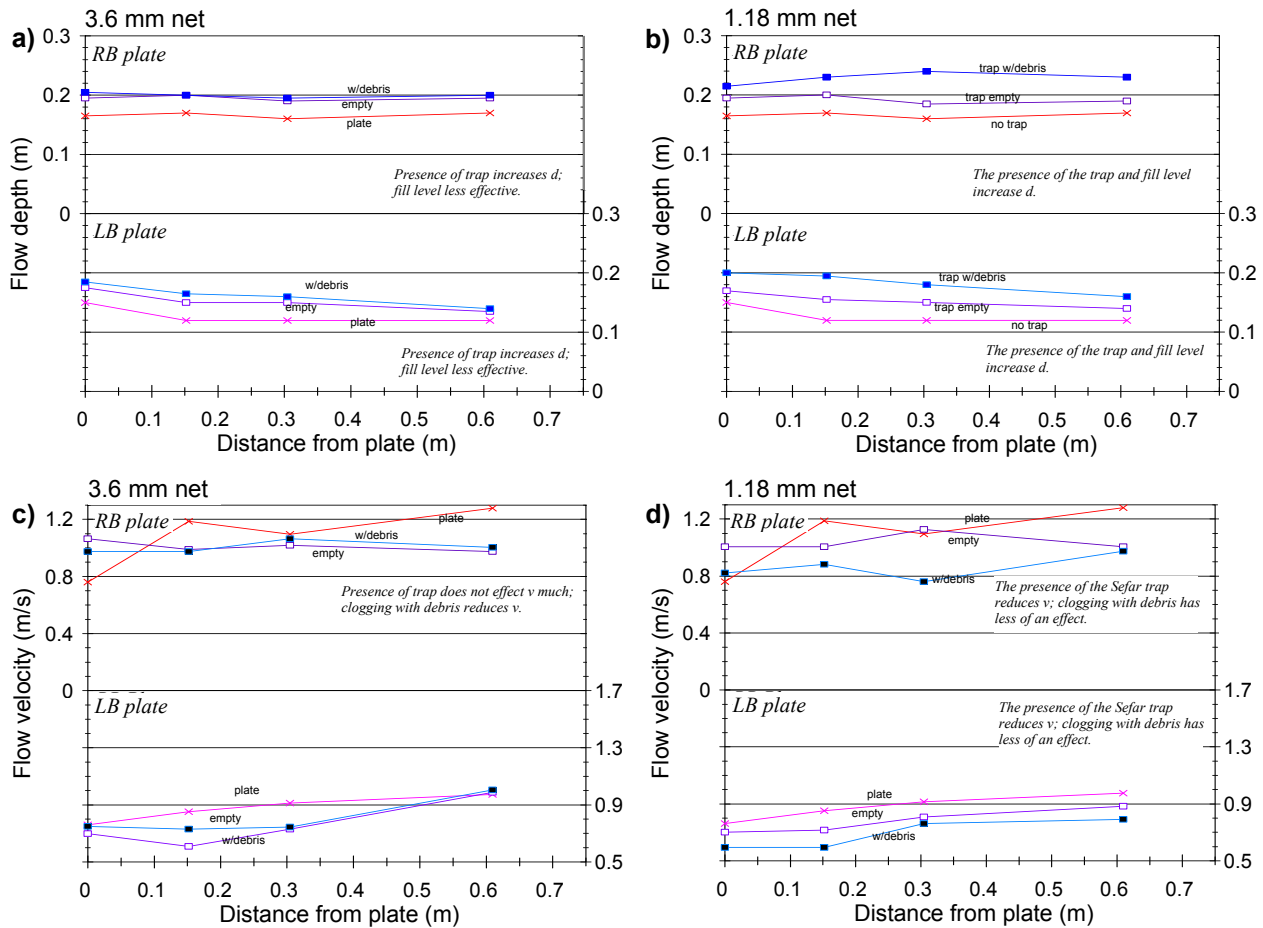 3.6 mm net
a)
0.3
RB plate
w/debris
0.2
empty
plate
0.1
Presence of trap increases d;
fill level less effective.
0
0.3
LB plate
w/debris
0.2
empty
plate
0.1
Presence of trap increases d;
fill level less effective.
0
Flow depth (m)
0 0.1 0.2 0.3 0.4 0.5 0.6 0.7
Distance from plate (m)
1.18 mm net
b)
0.3
RB plate
trap w/debris
0.2
trap empty
no trap
0.1
The presence of the trap and fill level
increase d.
0
0.3
LB plate
trap w/debris
0.2
trap empty
no trap
0.1
The presence of the trap and fill level
increase d.
0
Flow depth (m)
0 0.1 0.2 0.3 0.4 0.5 0.6 0.7
Distance from plate (m)
3.6 mm net
c)
RB plate
1.2
plate
w/debris
empty
0.8
Presence of trap does not effect v much;
clogging with debris reduces v.
0.4
0
1.7
LB plate
1.3
plate
0.9
empty
w/debris
0.5
Flow velocity (m/s)
0 0.1 0.2 0.3 0.4 0.5 0.6 0.7
Distance from plate (m)
1.18 mm net
d)
RB plate
1.2
plate
empty
0.8
w/debris
The presence of the Sefar trap
reduces v; clogging with debris has
less of an effect.
0.4
0
1.7
LB plate
The presence of the Sefar trap
reduces v; clogging with debris has
less of an effect.
1.3
plate
0.9
empty
w/debris
0.5
Flow velocity (m/s)
0 0.1 0.2 0.3 0.4 0.5 0.6 0.7
Distance from plate (m)